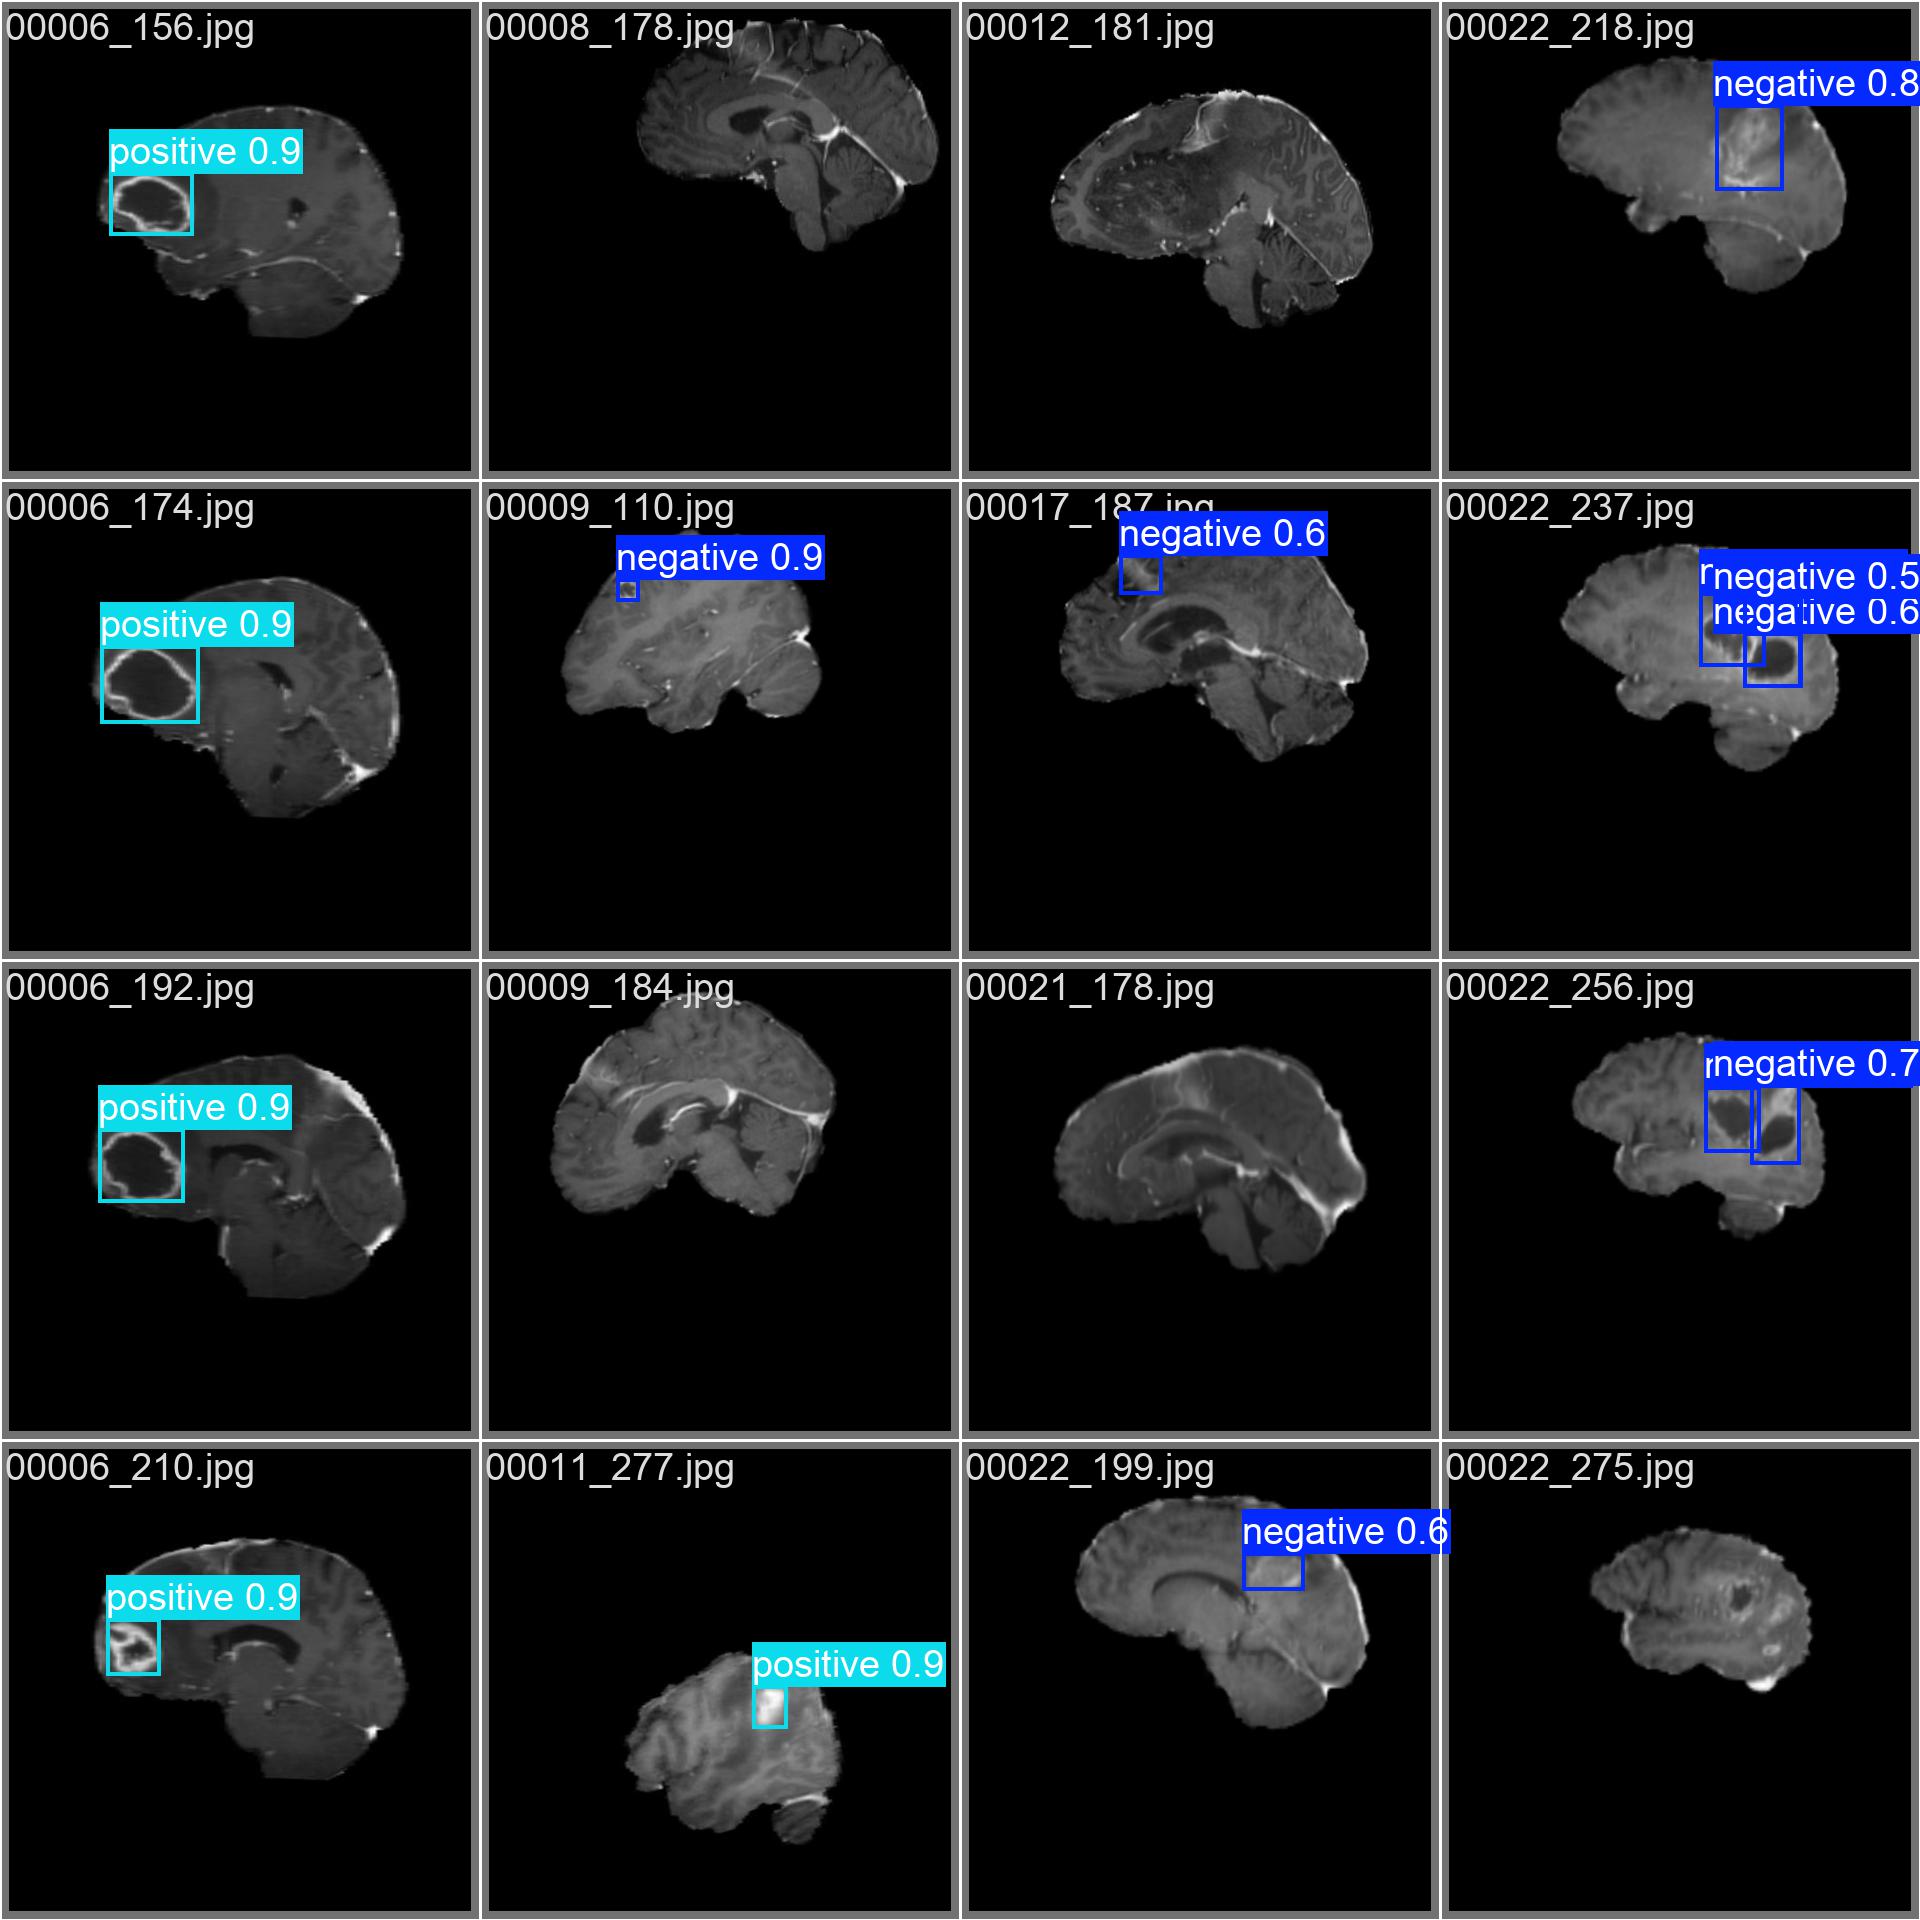 00006_156.jpg
positive 0.9
00008_178.jpg
00012_181.jpg
00022_218.jpg
negative 0.8
00006_174.jpg
positive 0.9
00009_110.jpg
negative 0.9
00017_187.jpg
negative 0.6
00022_237.jpg
negative 0.5
negative 0.6
00006_192.jpg
positive 0.9
00009_184.jpg
00021_178.jpg
00022_256.jpg
negative 0.7
00006_210.jpg
positive 0.9
00011_277.jpg
positive 0.9
00022_199.jpg
negative 0.6
00022_275.jpg